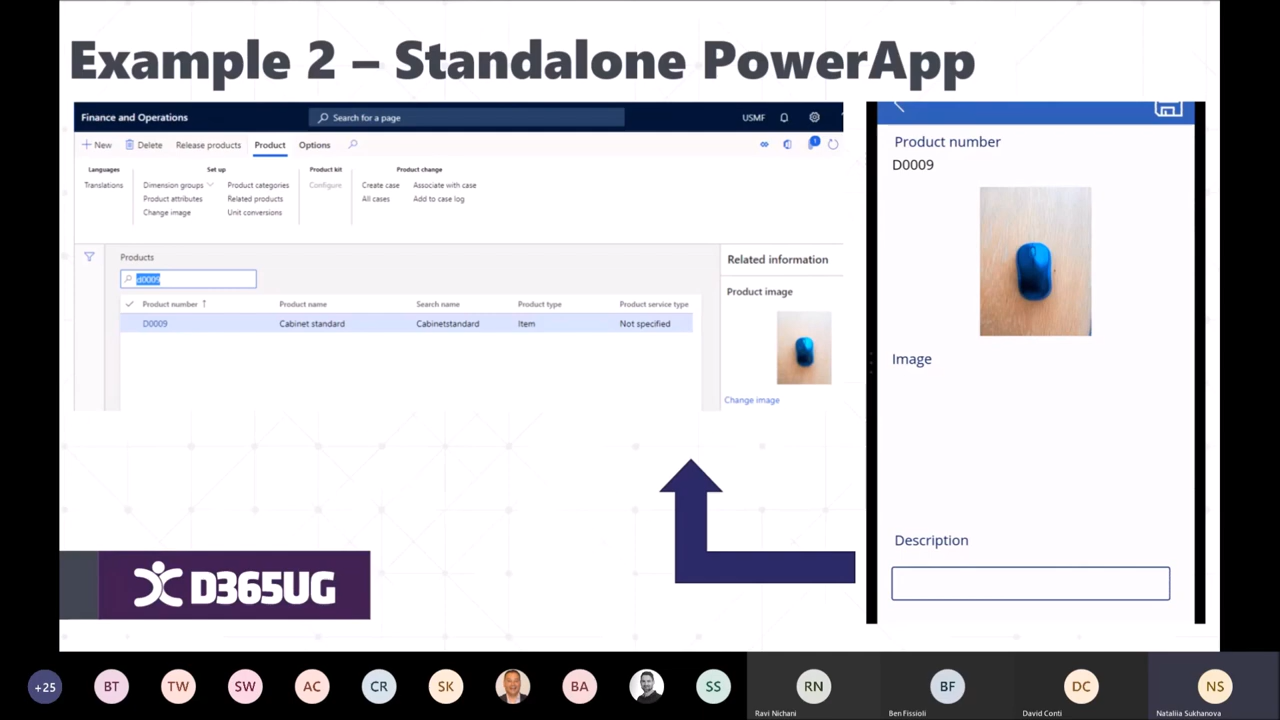 Example 2 – Standalone PowerApp
Finance and Operations
Search for a page
USMF
New
Delete
Release products
Product
Options
1
Languages
Translations
Set up
Dimension groups
Product categories
Product attributes
Related products
Change image
Unit conversions
Product kit
Configure
Product change
Create case
Associate with case
All cases
Add to case log
Products
d0009
Product number
Product name
Search name
Product type
Product service type
D0009
Cabinet standard
Cabinetstandard
Item
Not specified
Related information
Product image
Change image
Product number
D0009
Image
Description
D365UG
+25
BT
TW
SW
AC
CR
SK
BA
SS
RN
Ravi Nichani
BF
Ben Fissioli
DC
David Conti
NS
Nataliia Sukhanova